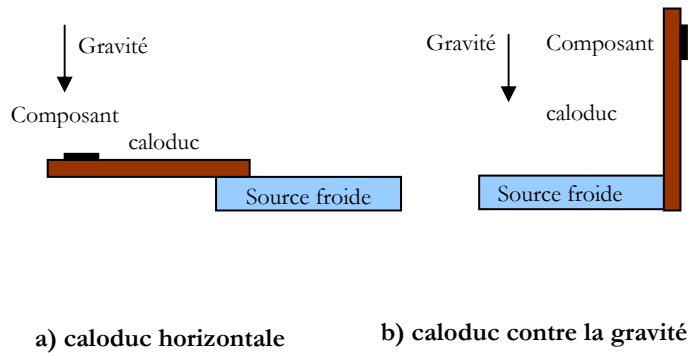 Gravité
Composant
caloduc
Source froide
Gravité
Composant
caloduc
Source froide
a) caloduc horizontale
b) caloduc contre la gravité